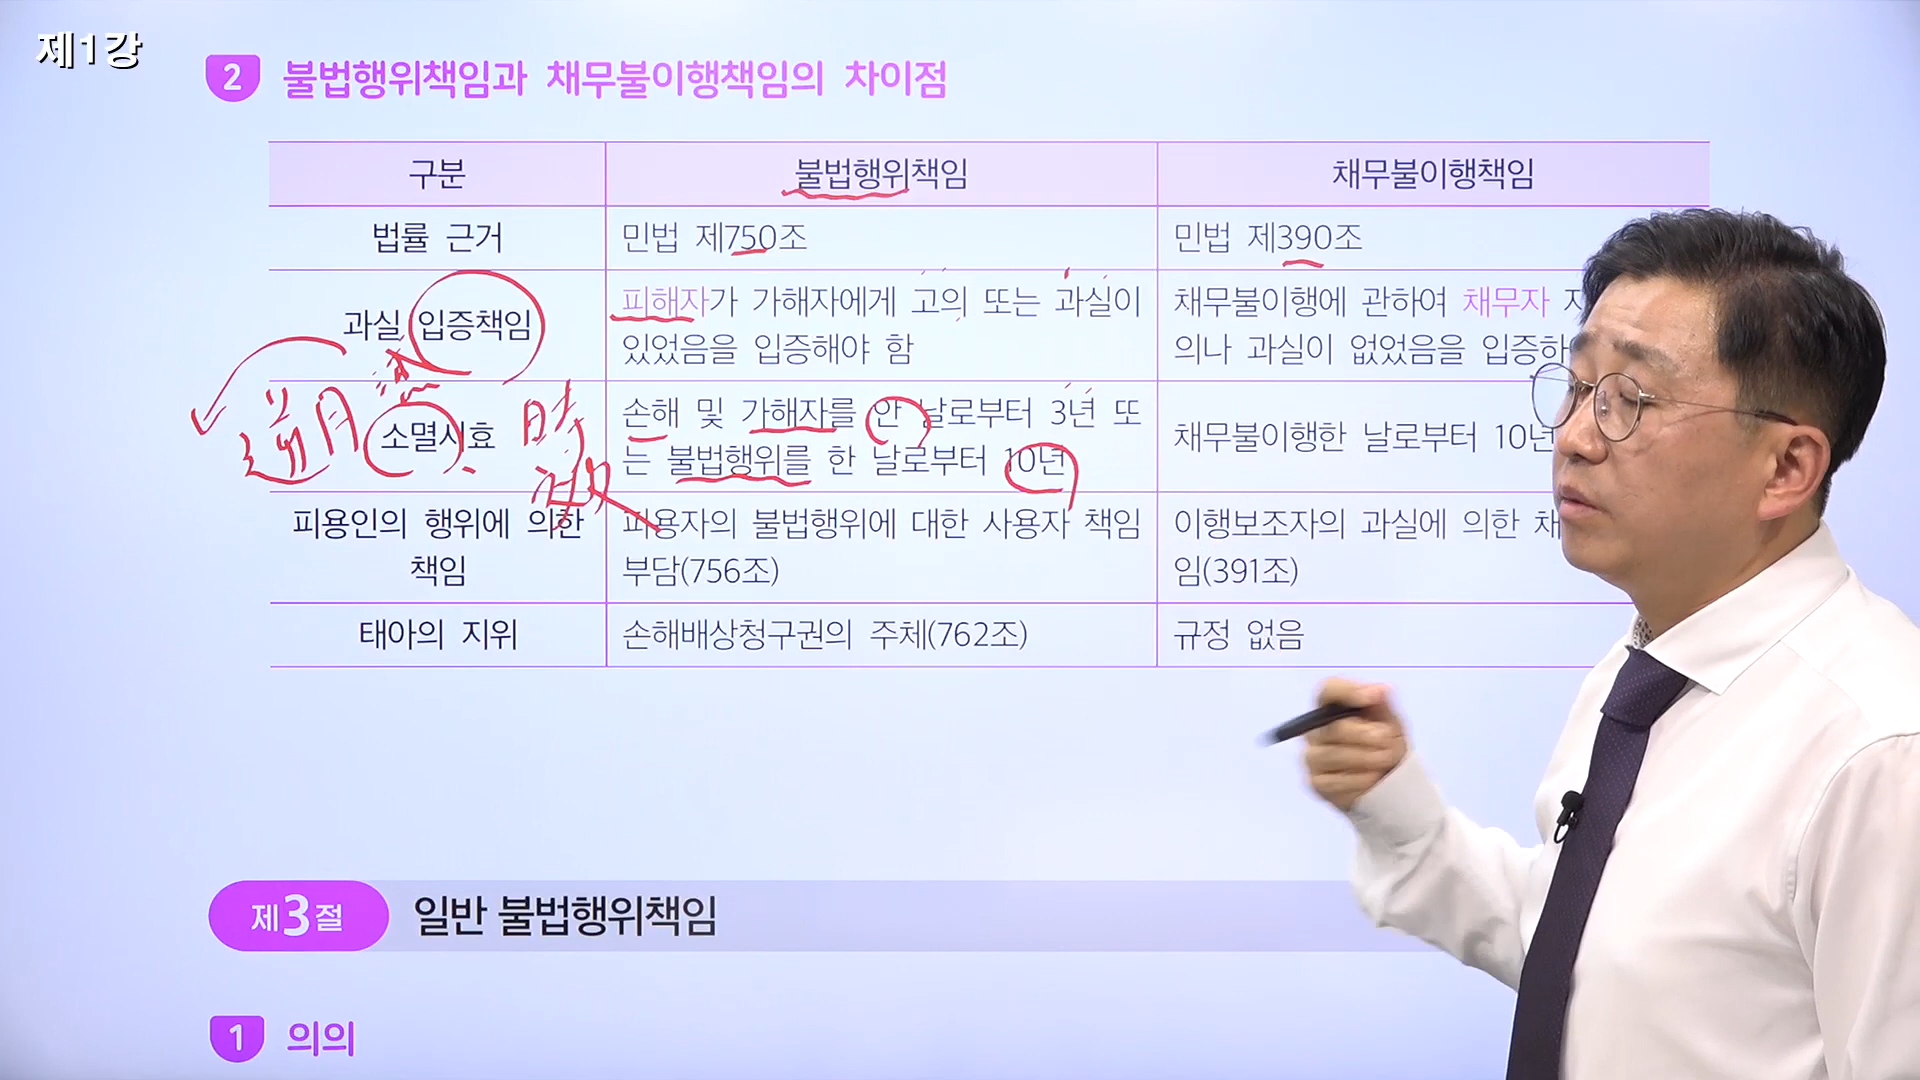 제1강
2 불법행위책임과 채무불이행책임의 차이점
구분 불법행위책임 채무불이행책임
법률 근거 민법 제750조 민법 제390조
과실 입증책임
피해자가 가해자에게 고의 또는 과실이
있었음을 입증해야 함
채무불이행에 관하여 채무자
의나 과실이 없었음을 입증하
소멸시효
손해 및 가해자를 안 날로부터 3년 또
는 불법행위를 한 날로부터 10년
채무불이행한 날로부터 10년
피용인의 행위에 의한
책임
피용자의 불법행위에 대한 사용자 책임
부담(756조)
이행보조자의 과실에 의한 채
임(391조)
태아의 지위 손해배상청구권의 주체(762조) 규정 없음
제3절 일반 불법행위책임
1 의의